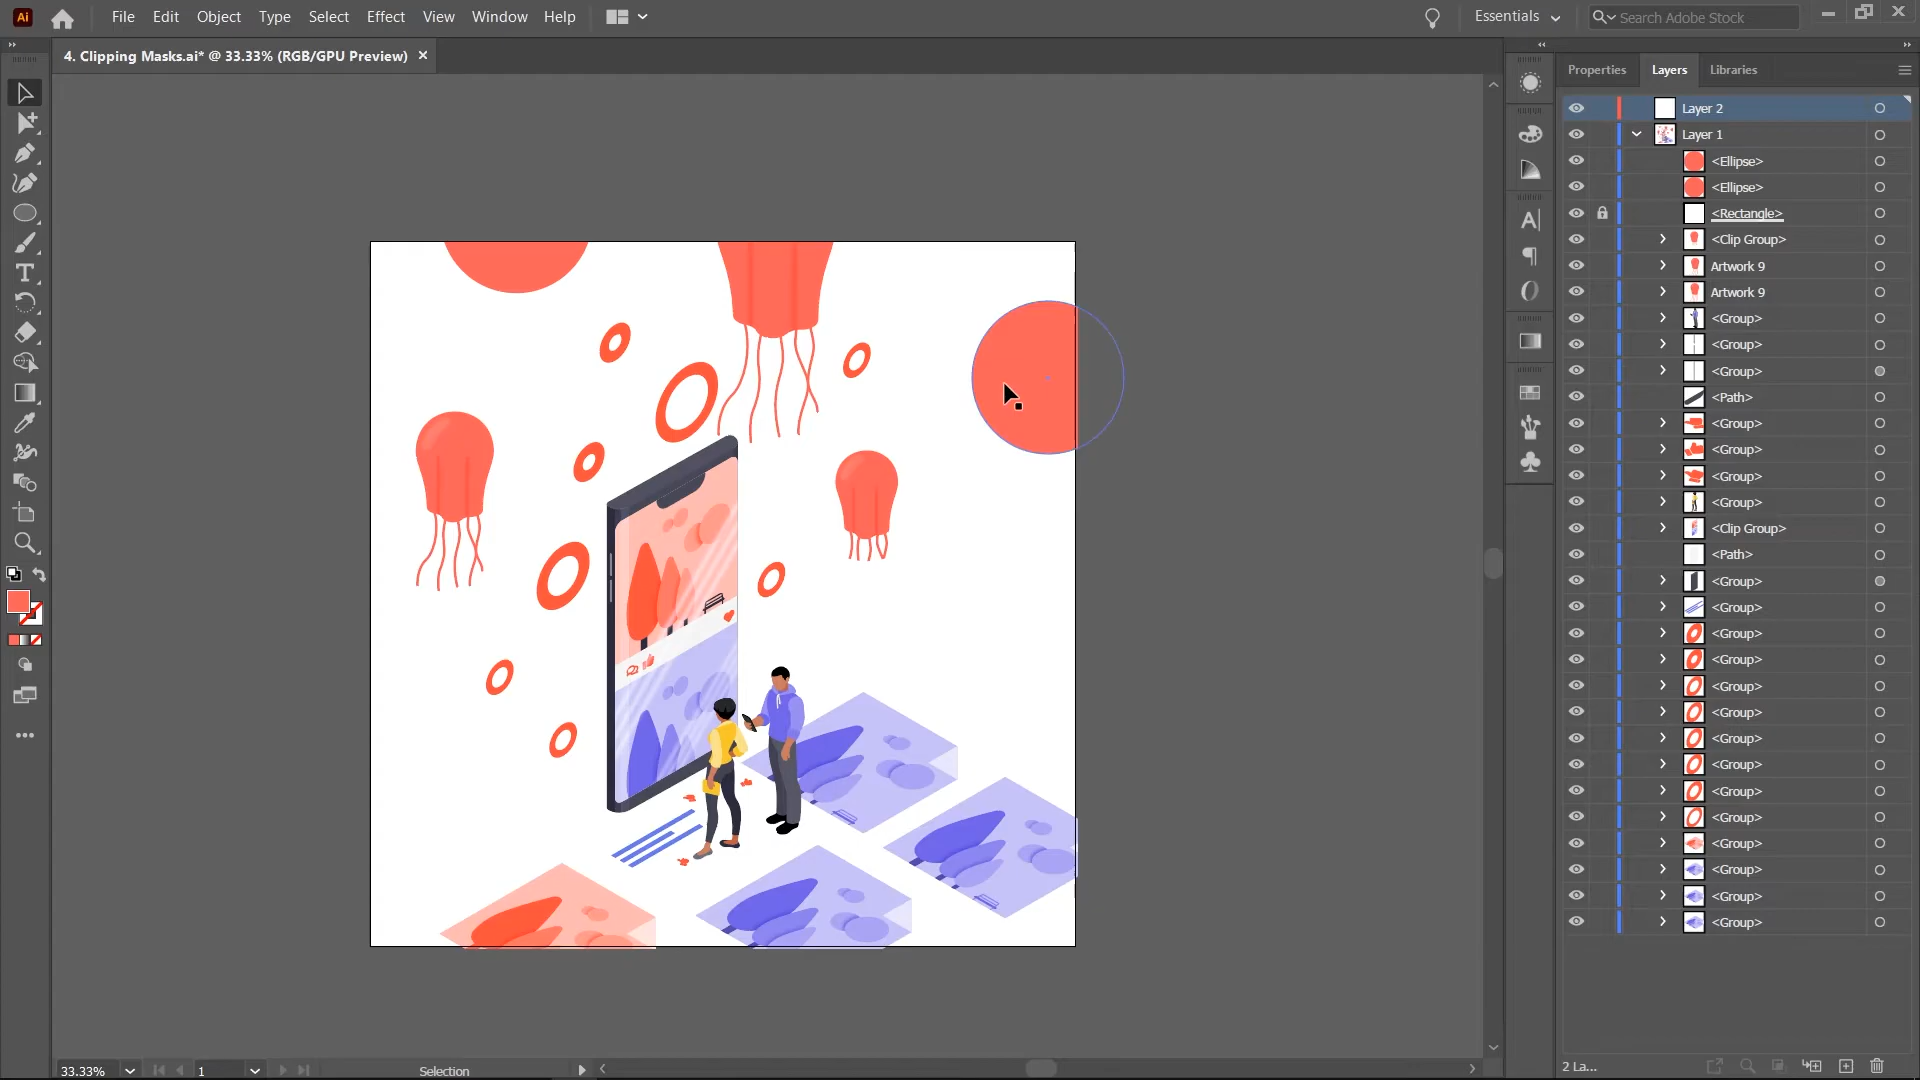 Ai File Edit Object Type Select Effect View Window Help Essentials Search Adobe Stock
4. Clipping Masks.ai* @ 33.33% (RGB/GPU Preview)
Properties Layers Libraries
Layer 2
Layer 1
<Ellipse>
<Ellipse>
<Rectangle>
<Clip Group>
Artwork 9
Artwork 9
<Group>
<Group>
<Group>
<Path>
<Group>
<Group>
<Group>
<Group>
<Clip Group>
<Path>
<Group>
<Group>
<Group>
<Group>
<Group>
<Group>
<Group>
<Group>
<Group>
<Group>
<Group>
<Group>
<Group>
<Group>
33.33% 1 Selection 2 La...